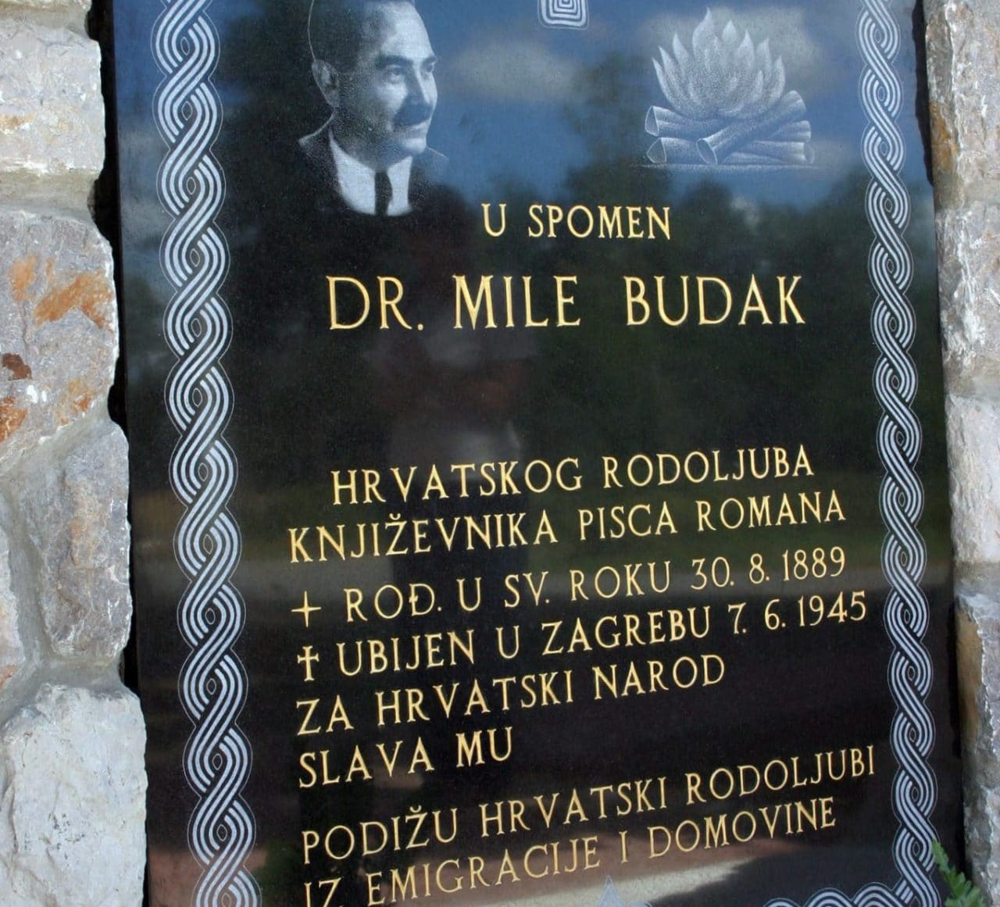 U SPOMEN
DR. MILE BUDAK
HRVATSKOG RODOLJUBA
KNJIŽEVNIKA PISCA ROMANA
+ ROĐ. U SV. ROKU 30. 8. 1889
✝ UBIJEN U ZAGREBU 7. 6. 1945
ZA HRVATSKI NAROD
SLAVA MU
PODIŽU HRVATSKI RODOLJUBI
IZ EMIGRACIJE I DOMOVINE